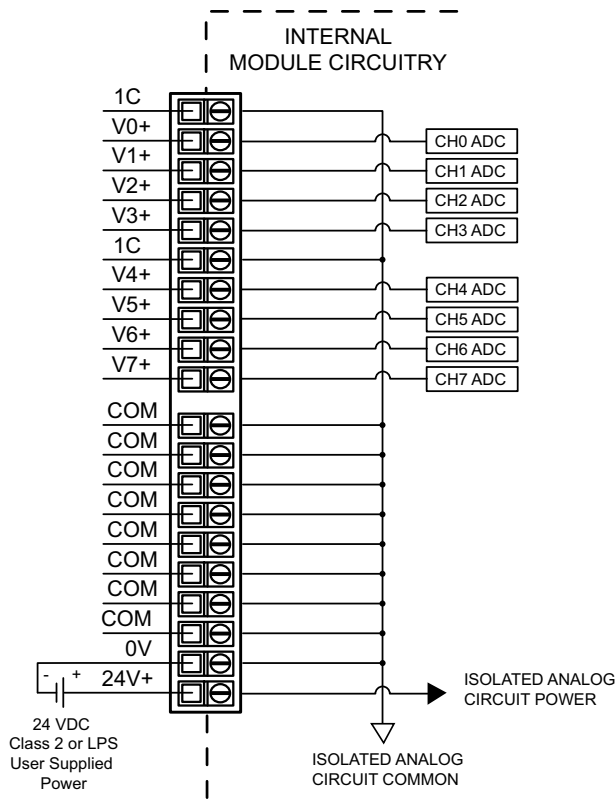 INTERNAL
MODULE CIRCUITRY
1C
V0+
CH0 ADC
V1+
CH1 ADC
V2+
CH2 ADC
V3+
CH3 ADC
1C
V4+
CH4 ADC
V5+
CH5 ADC
V6+
CH6 ADC
V7+
CH7 ADC
COM
COM
COM
COM
COM
COM
COM
COM
0V
- +
24V+
ISOLATED ANALOG
CIRCUIT POWER
24 VDC
Class 2 or LPS
User Supplied
Power
ISOLATED ANALOG
CIRCUIT COMMON